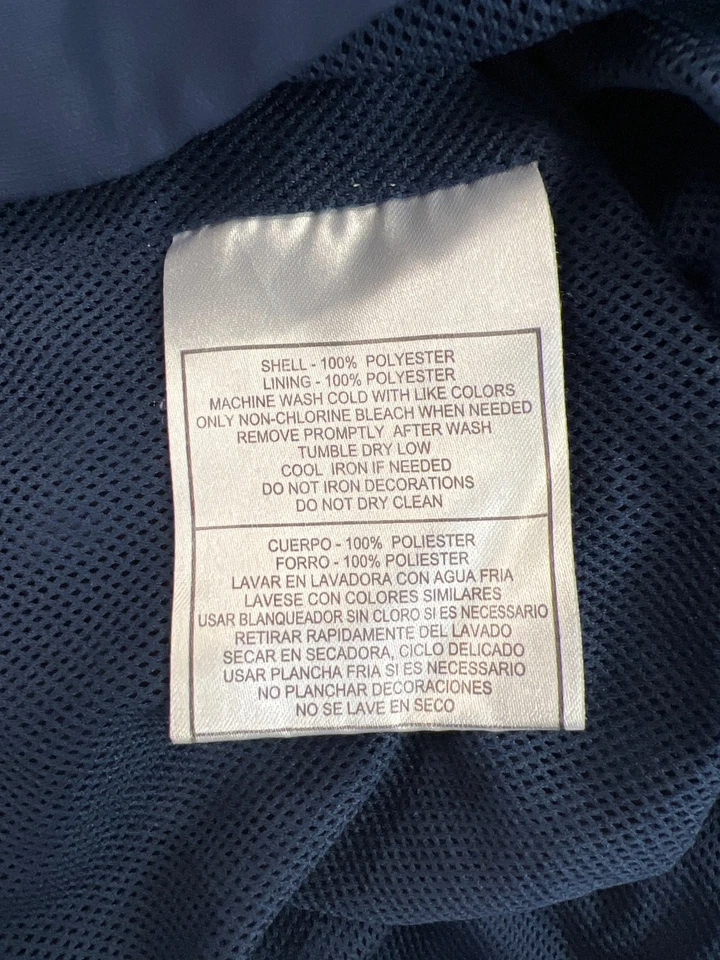 SHELL - 100% POLYESTER
LINING - 100% POLYESTER
MACHINE WASH COLD WITH LIKE COLORS
ONLY NON-CHLORINE BLEACH WHEN NEEDED
REMOVE PROMPTLY AFTER WASH
TUMBLE DRY LOW
COOL IRON IF NEEDED
DO NOT IRON DECORATIONS
DO NOT DRY CLEAN
CUERPO - 100% POLIESTER
FORRO - 100% POLIESTER
LAVAR EN LAVADORA CON AGUA FRIA
LAVESE CON COLORES SIMILARES
USAR BLANQUEADOR SIN CLORO SI ES NECESSARIO
RETIRAR RAPIDAMENTE DEL LAVADO
SECAR EN SECADORA, CICLO DELICADO
USAR PLANCHA FRIA SI ES NECESSARIO
NO PLANCHAR DECORACIONES
NO SE LAVE EN SECO